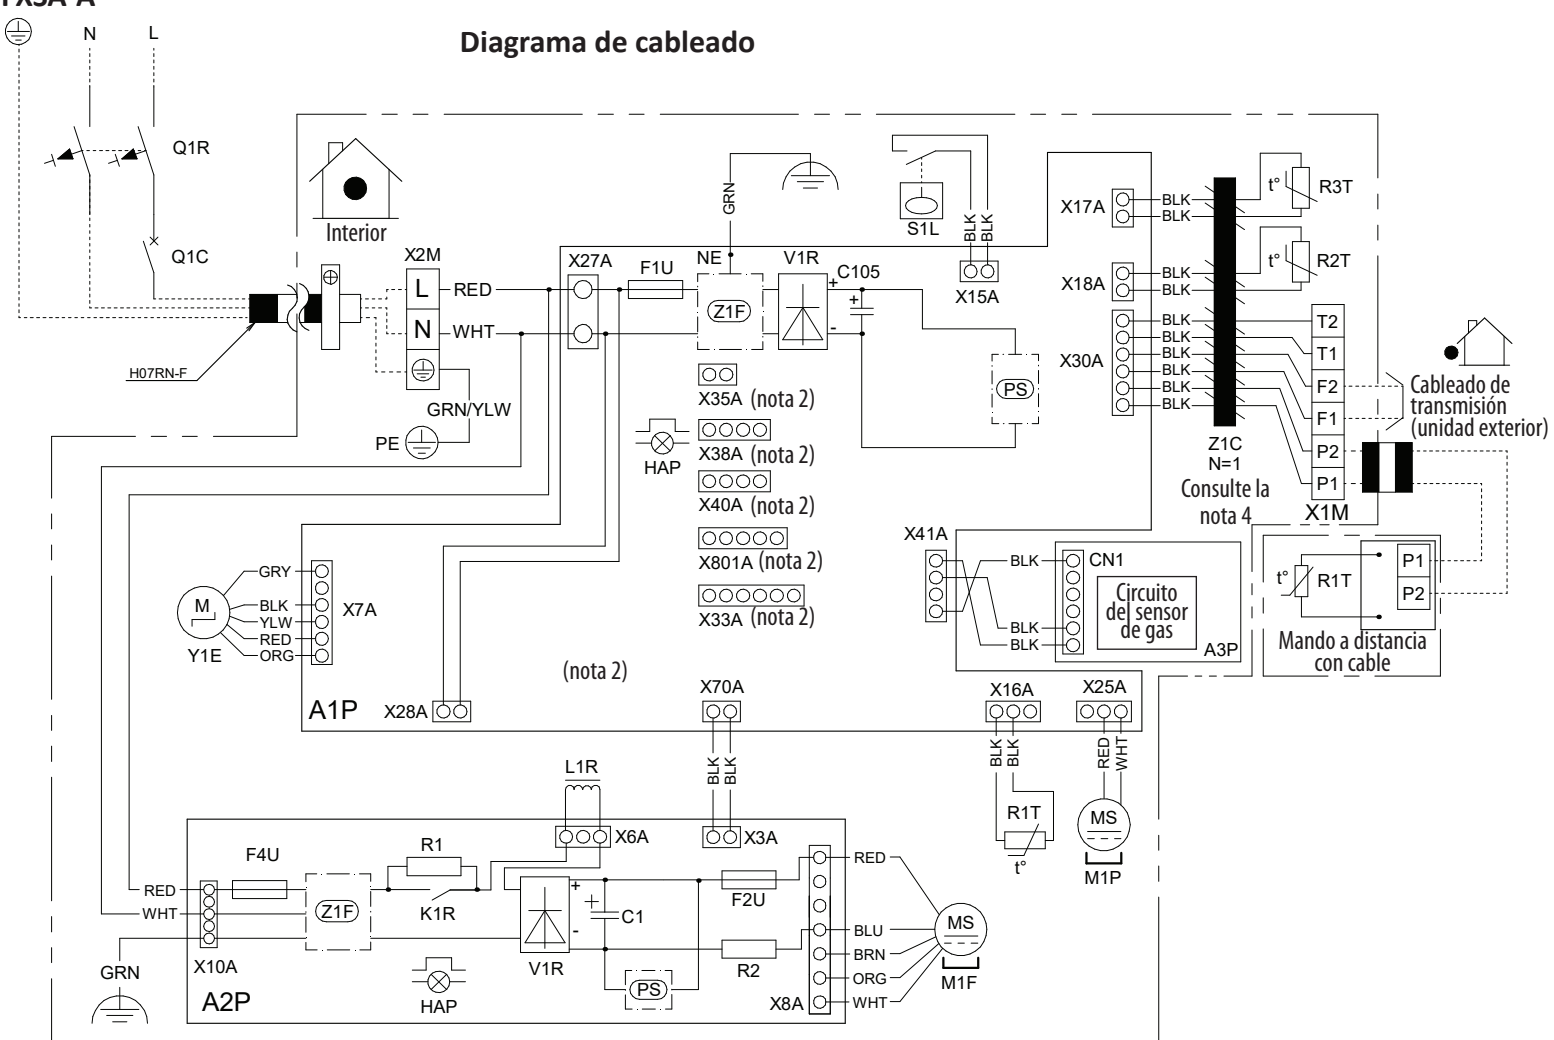 FXSA-A
Diagrama de cableado
N
L
Q1R
Q1C
H07RN-F
Interior
X2M
L
N
RED
WHT
GRN/YLW
PE
X27A
F1U
NE
GRN
Z1F
V1R
C105
+
-
+
PS
S1L
BLK
BLK
X15A
X17A
BLK
BLK
X18A
BLK
BLK
X30A
BLK
BLK
BLK
BLK
BLK
BLK
t°
R3T
t°
R2T
Z1C
N=1
Consulte la
nota 4
T2
T1
F2
F1
P2
P1
X1M
Cableado de
transmisión
(unidad exterior)
X35A (nota 2)
HAP
X38A (nota 2)
X40A (nota 2)
X801A (nota 2)
X33A (nota 2)
(nota 2)
X41A
BLK
BLK
BLK
CN1
Circuito
del sensor
de gas
A3P
t°
R1T
P1
P2
Mando a distancia
con cable
M
Y1E
GRY
BLK
YLW
RED
ORG
X7A
A1P
X28A
X70A
BLK
BLK
X16A
BLK
BLK
R1T
t°
X25A
RED
WHT
MS
M1P
L1R
X6A
X3A
RED
WHT
GRN
X10A
F4U
Z1F
R1
K1R
HAP
A2P
V1R
+
-
+
C1
PS
F2U
R2
X8A
RED
BLU
BRN
ORG
WHT
MS
M1F